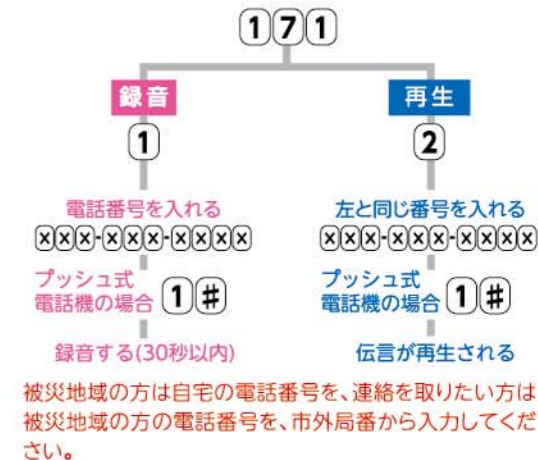 171
録音
1
電話番号を入れる
xxx-xxx-xxxx
プッシュ式
電話機の場合 1#
録音する(30秒以内)
再生
2
左と同じ番号を入れる
xxx-xxx-xxxx
プッシュ式
電話機の場合 1#
伝言が再生される
被災地域の方は自宅の電話番号を、連絡を取りたい方は
被災地域の方の電話番号を、市外局番から入力してくだ
さい。